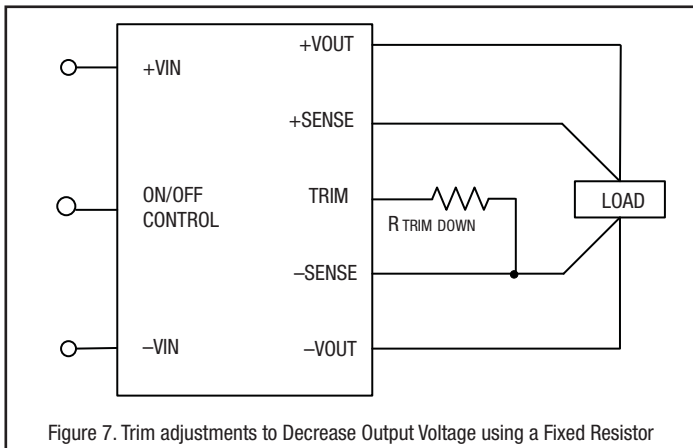 +VOUT
+VIN
+SENSE
ON/OFF
CONTROL
TRIM
R TRIM DOWN
LOAD
–SENSE
–VIN
–VOUT
Figure 7. Trim adjustments to Decrease Output Voltage using a Fixed Resistor